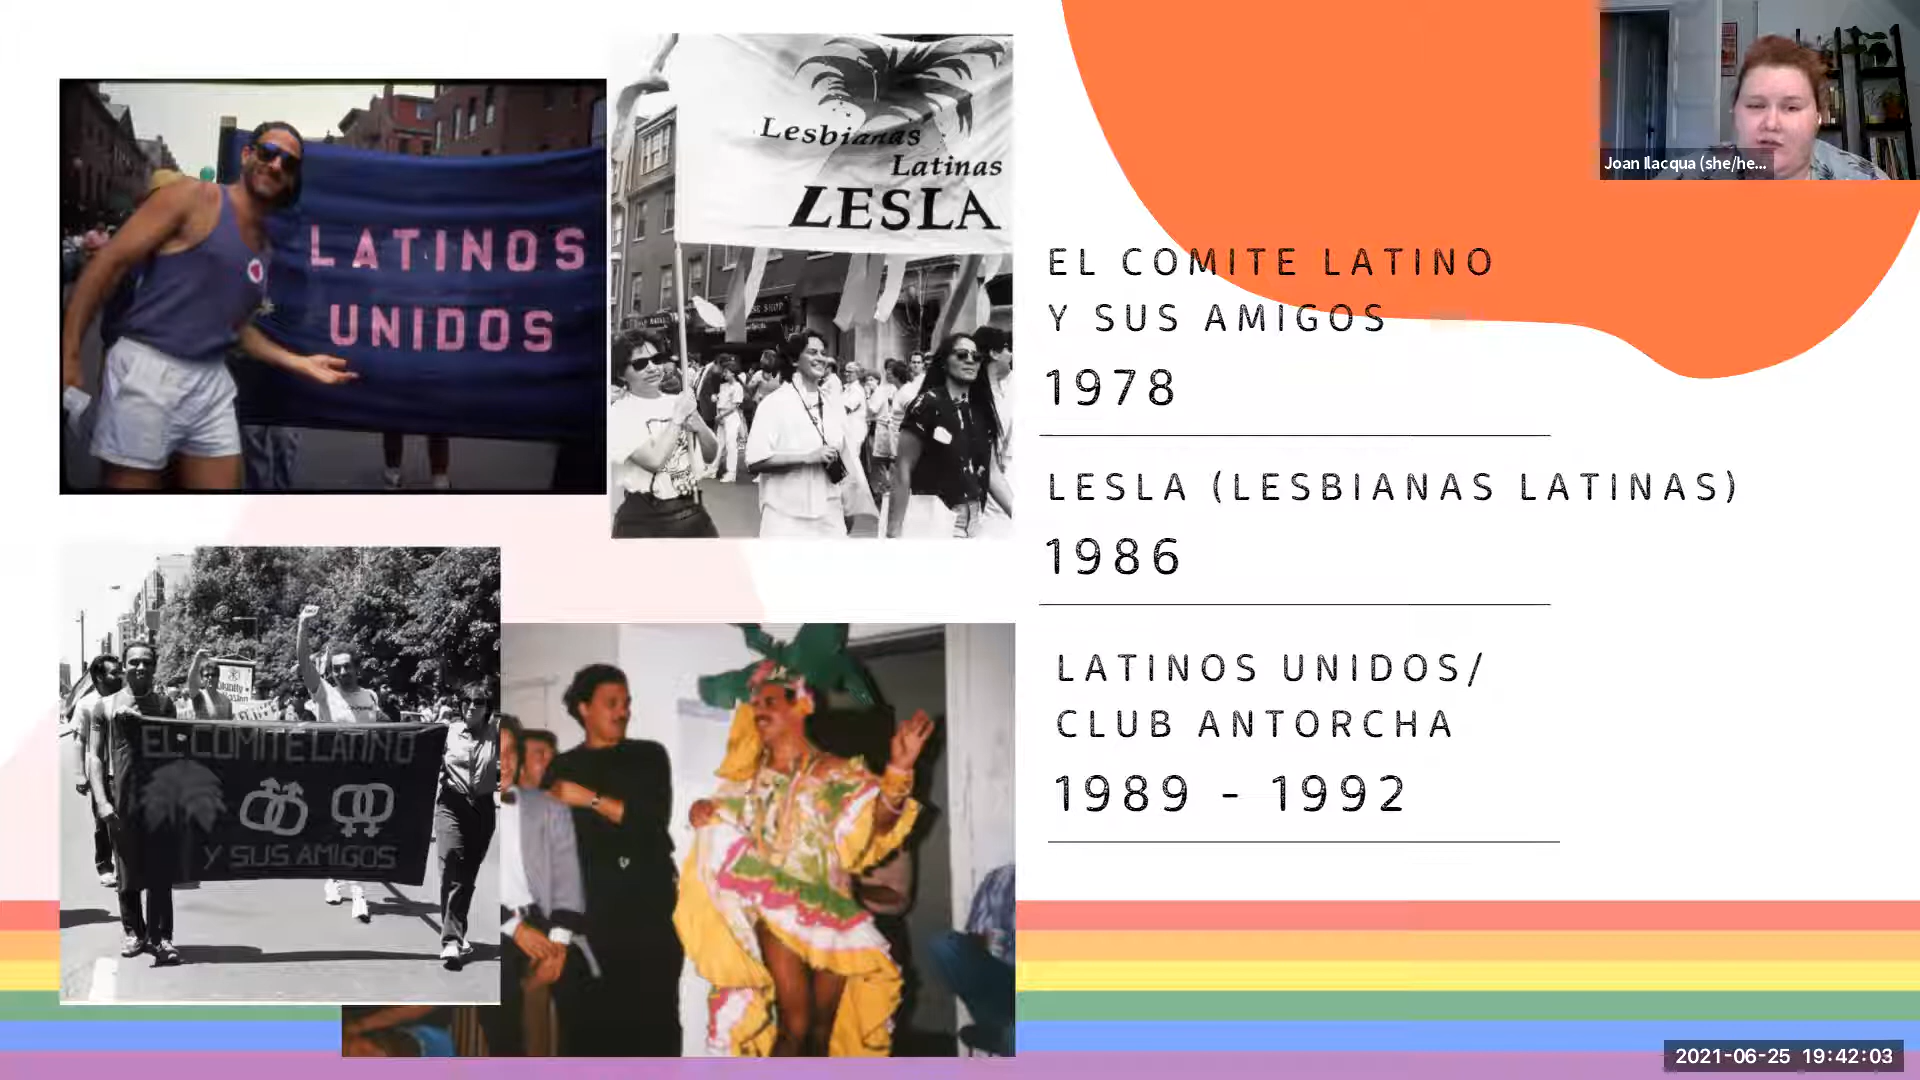 LATINOS
UNIDOS
Lesbianas
Latinas
LESLA
EL COMITE LATINO
Y SUS AMIGOS
Joan Ilacqua (she/he...
EL COMITE LATINO
Y SUS AMIGOS
1978
LESLA (LESBIANAS LATINAS)
1986
LATINOS UNIDOS/
CLUB ANTORCHA
1989 - 1992
2021-06-25 19:42:03